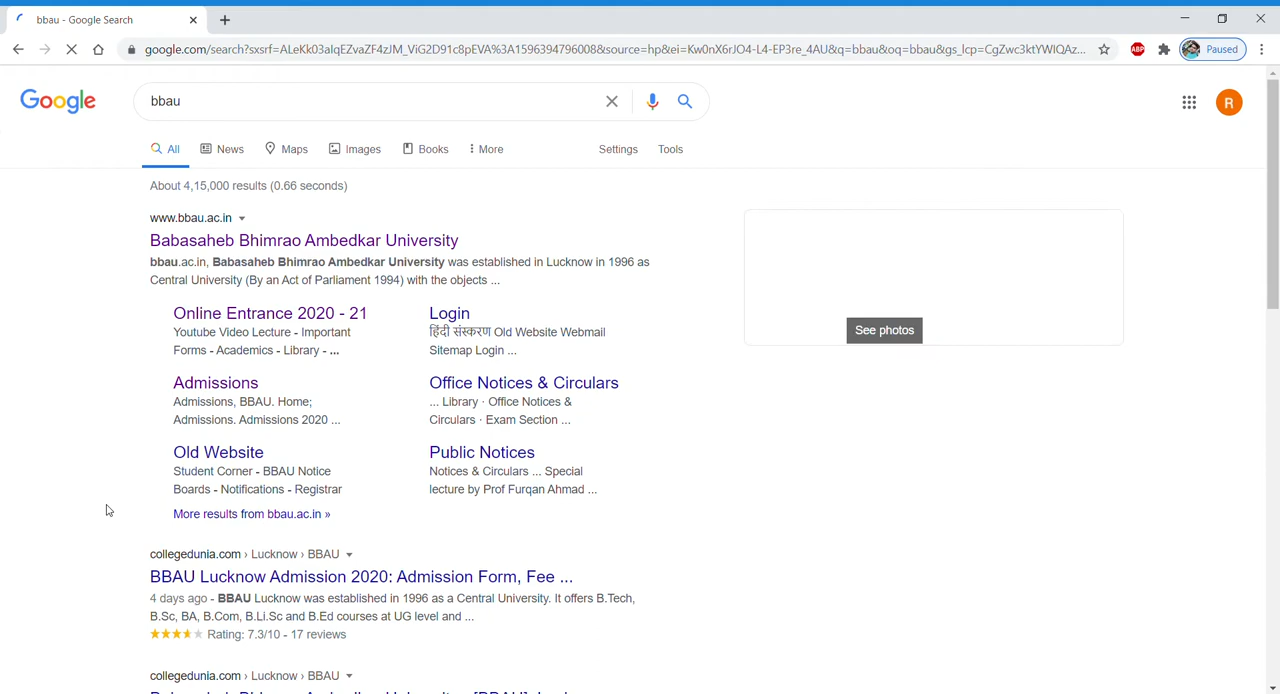 bbau - Google Search
google.com/search?sxsrf=ALeKk03aIqEZvaZF4zJM_ViG2D91c8pEVA%3A1596394796008&source=hp&ei=Kw0nX6rJO4-L4-EP3re_4AU&q=bbau&oq=bbau&gs_lcp=CgZwc3ktYWIQAz...
ABP
Paused
Google
bbau
R
All News Maps Images Books More Settings Tools
About 4,15,000 results (0.66 seconds)
www.bbau.ac.in
Babasaheb Bhimrao Ambedkar University
bbau.ac.in, Babasaheb Bhimrao Ambedkar University was established in Lucknow in 1996 as
Central University (By an Act of Parliament 1994) with the objects ...
See photos
Online Entrance 2020 - 21
Youtube Video Lecture - Important
Forms - Academics - Library - ...
Login
हिंदी संस्करण Old Website Webmail
Sitemap Login ...
Admissions
Admissions, BBAU. Home;
Admissions. Admissions 2020 ...
Office Notices & Circulars
... Library · Office Notices &
Circulars · Exam Section ...
Old Website
Student Corner - BBAU Notice
Boards - Notifications - Registrar
Public Notices
Notices & Circulars ... Special
lecture by Prof Furqan Ahmad ...
More results from bbau.ac.in »
collegedunia.com › Lucknow › BBAU
BBAU Lucknow Admission 2020: Admission Form, Fee ...
4 days ago - BBAU Lucknow was established in 1996 as a Central University. It offers B.Tech,
B.Sc, BA, B.Com, B.Li.Sc and B.Ed courses at UG level and ...
Rating: 7.3/10 - 17 reviews
collegedunia.com › Lucknow › BBAU